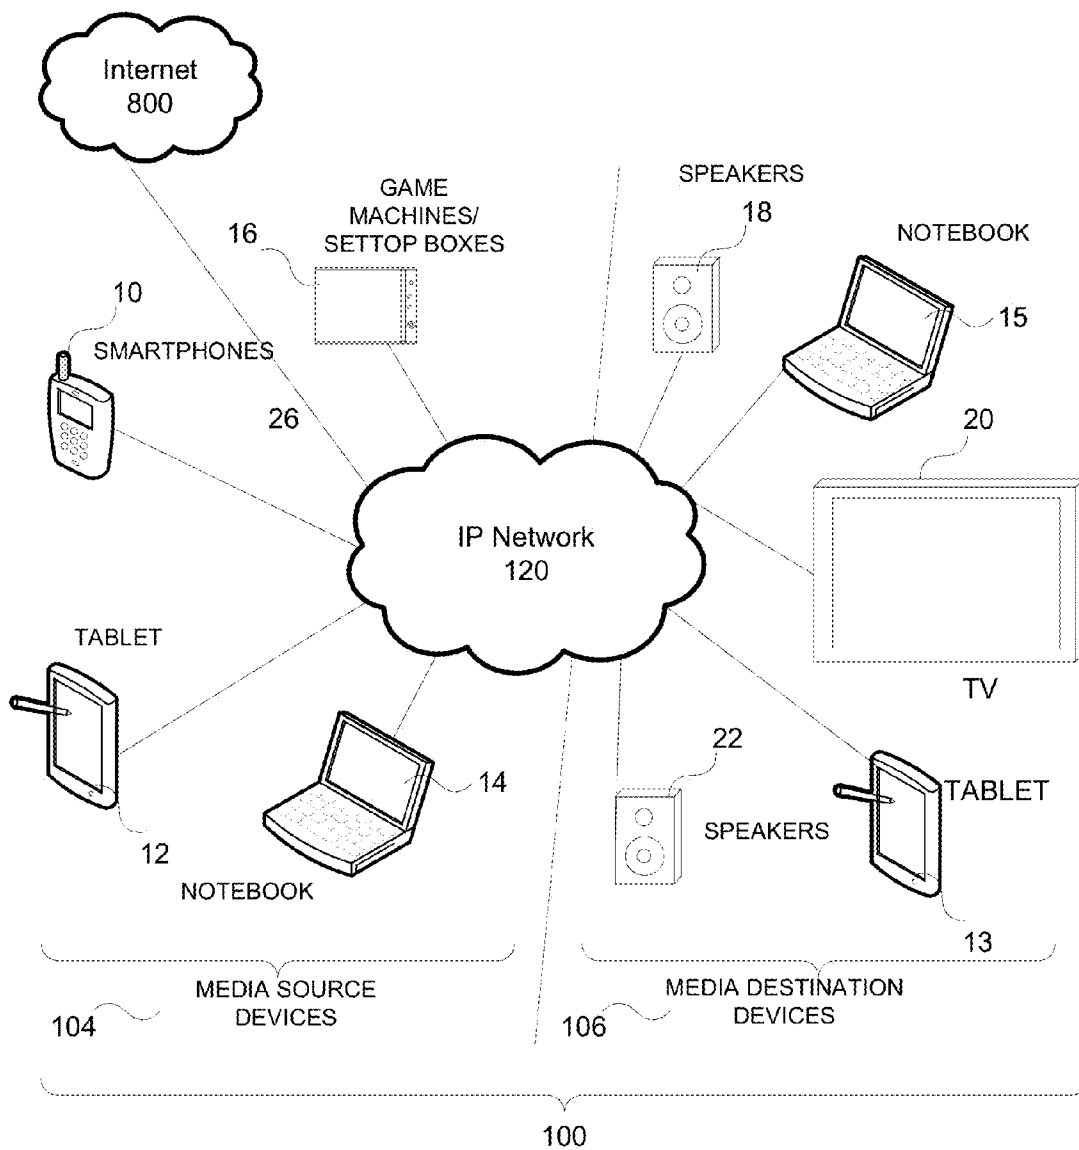 Internet
800
GAME
MACHINES/
SETTOP BOXES
16
SPEAKERS
18
NOTEBOOK
15
10
SMARTPHONES
26
20
IP Network
120
TV
TABLET
12
14
NOTEBOOK
22
SPEAKERS
TABLET
13
MEDIA SOURCE
DEVICES
104
MEDIA DESTINATION
DEVICES
106
100